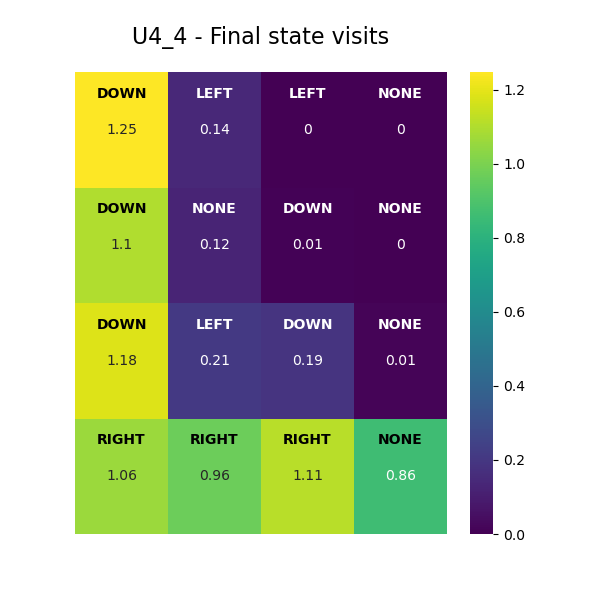 U4_4 - Final state visits
DOWN LEFT LEFT NONE
1.25 0.14 0 0
DOWN NONE DOWN NONE
1.1 0.12 0.01 0
DOWN LEFT DOWN NONE
1.18 0.21 0.19 0.01
RIGHT RIGHT RIGHT NONE
1.06 0.96 1.11 0.86
1.2
1.0
0.8
0.6
0.4
0.2
0.0